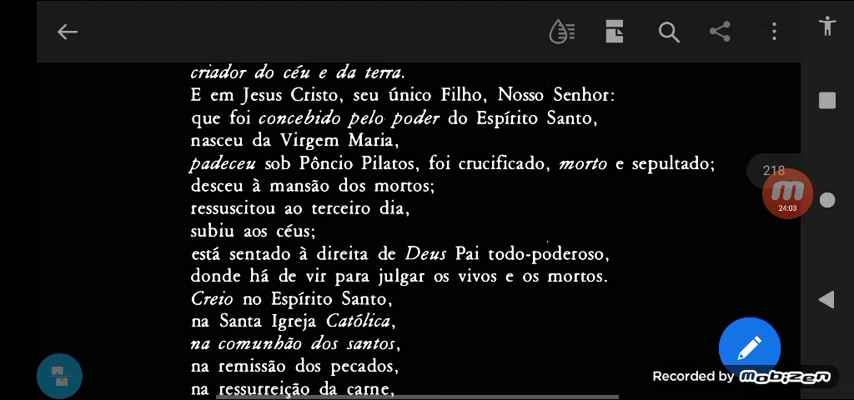 criador do céu e da terra.
E em Jesus Cristo, seu único Filho, Nosso Senhor:
que foi concebido pelo poder do Espírito Santo,
nasceu da Virgem Maria,
padeceu sob Pôncio Pilatos, foi crucificado, morto e sepultado;
desceu à mansão dos mortos;
ressuscitou ao terceiro dia,
subiu aos céus;
está sentado à direita de Deus Pai todo-poderoso,
donde há de vir para julgar os vivos e os mortos.
Creio no Espírito Santo,
na Santa Igreja Católica,
na comunhão dos santos,
na remissão dos pecados,
na ressurreição da carne,
218
24:03
Recorded by mobizen